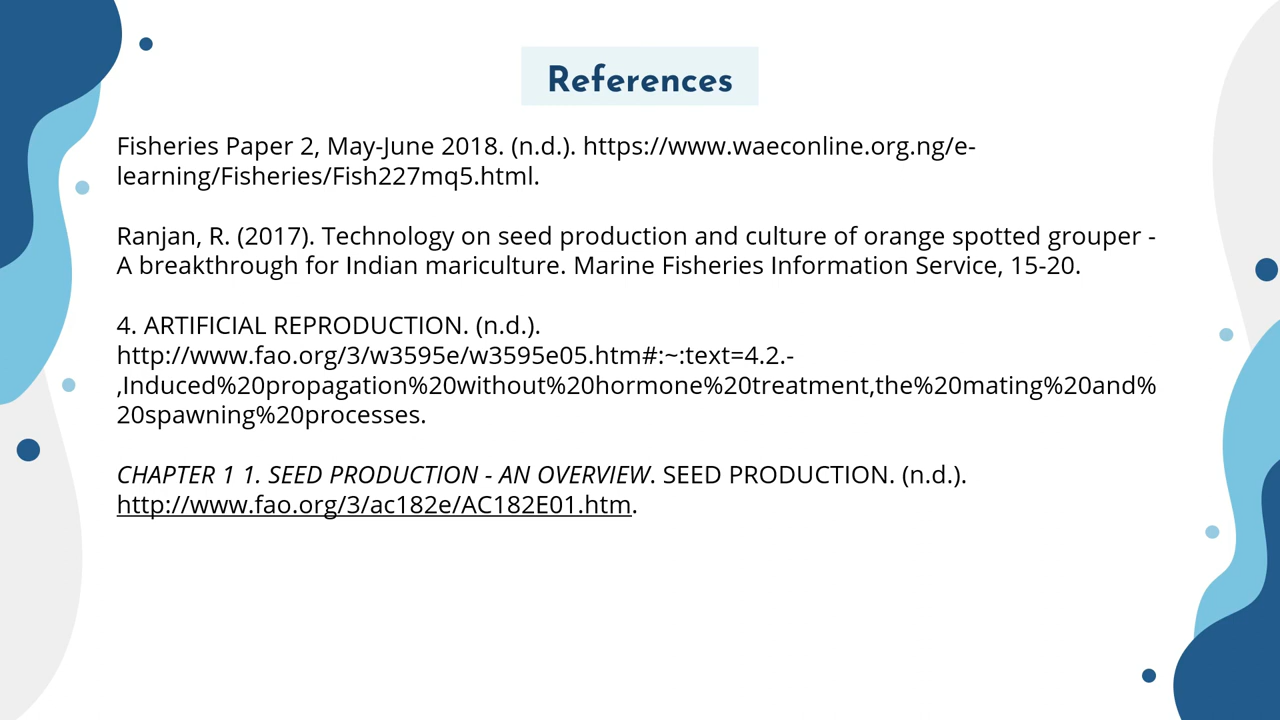 References
Fisheries Paper 2, May-June 2018. (n.d.). https://www.waeconline.org.ng/e-
learning/Fisheries/Fish227mq5.html.
Ranjan, R. (2017). Technology on seed production and culture of orange spotted grouper -
A breakthrough for Indian mariculture. Marine Fisheries Information Service, 15-20.
4. ARTIFICIAL REPRODUCTION. (n.d.).
http://www.fao.org/3/w3595e/w3595e05.htm#:~:text=4.2.-
,Induced%20propagation%20without%20hormone%20treatment,the%20mating%20and%
20spawning%20processes.
CHAPTER 1 1. SEED PRODUCTION - AN OVERVIEW. SEED PRODUCTION. (n.d.).
http://www.fao.org/3/ac182e/AC182E01.htm.